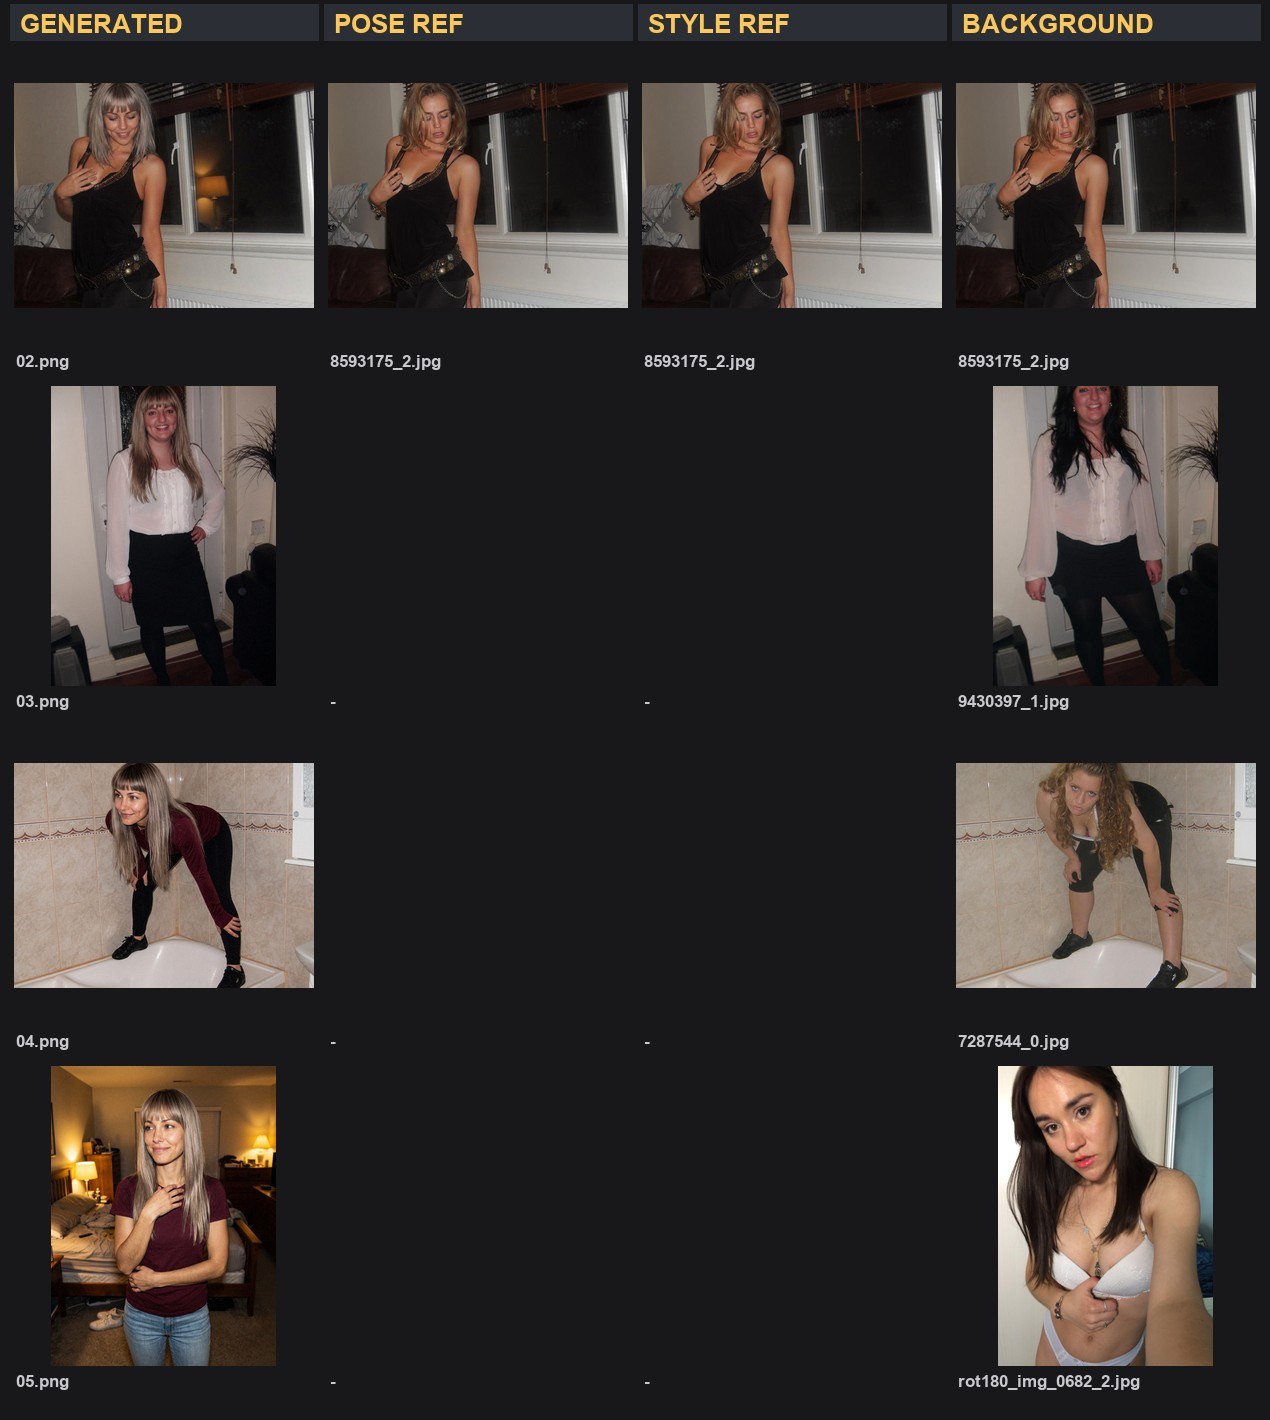 GENERATED POSE REF STYLE REF BACKGROUND
02.png 8593175_2.jpg 8593175_2.jpg 8593175_2.jpg
03.png - - 9430397_1.jpg
04.png - - 7287544_0.jpg
05.png - - rot180_img_0682_2.jpg